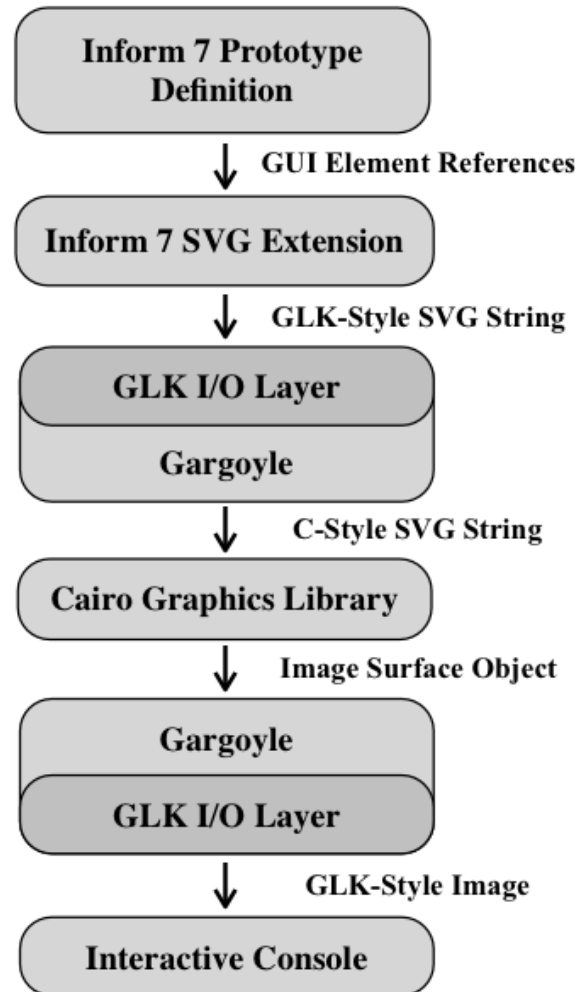 Inform 7 Prototype
Definition
GUI Element References
Inform 7 SVG Extension
GLK-Style SVG String
GLK I/O Layer
Gargoyle
C-Style SVG String
Cairo Graphics Library
Image Surface Object
Gargoyle
GLK I/O Layer
GLK-Style Image
Interactive Console